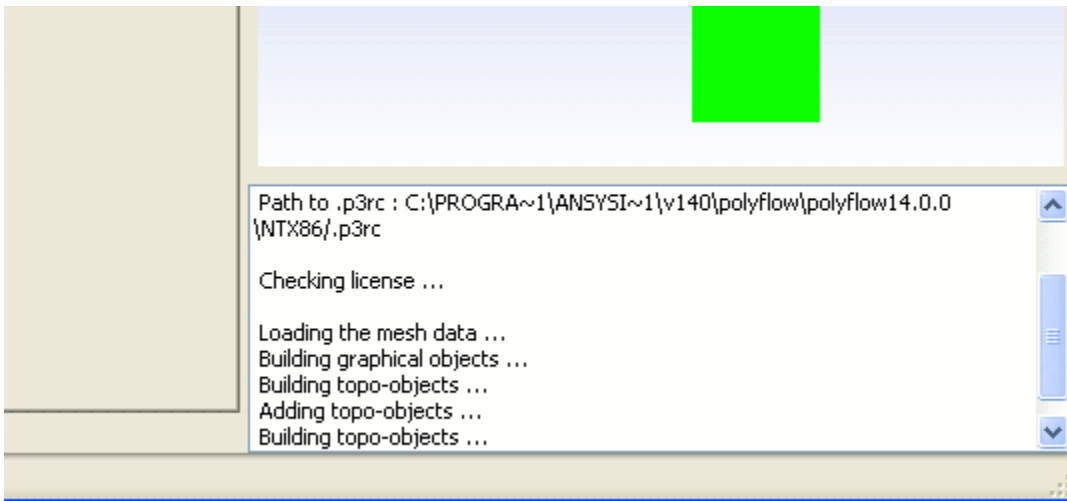 Path to .p3rc : C:\PROGRA~1\ANSYSI~1\v140\polyflow\polyflow14.0.0
\NTX86/.p3rc
Checking license ...
Loading the mesh data ...
Building graphical objects ...
Building topo-objects ...
Adding topo-objects ...
Building topo-objects ...